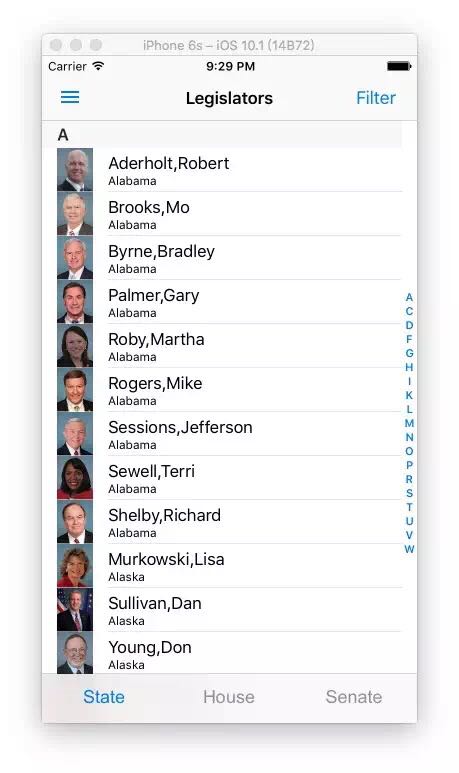 iPhone 6s – iOS 10.1 (14B72)
Carrier 9:29 PM
Legislators Filter
A
Aderholt,Robert
Alabama
Brooks,Mo
Alabama
Byrne,Bradley
Alabama
Palmer,Gary
Alabama
Roby,Martha
Alabama
Rogers,Mike
Alabama
Sessions,Jefferson
Alabama
Sewell,Terri
Alabama
Shelby,Richard
Alabama
Murkowski,Lisa
Alaska
Sullivan,Dan
Alaska
Young,Don
Alaska
A
C
D
F
G
H
I
K
L
M
N
O
P
R
S
T
U
V
W
State House Senate